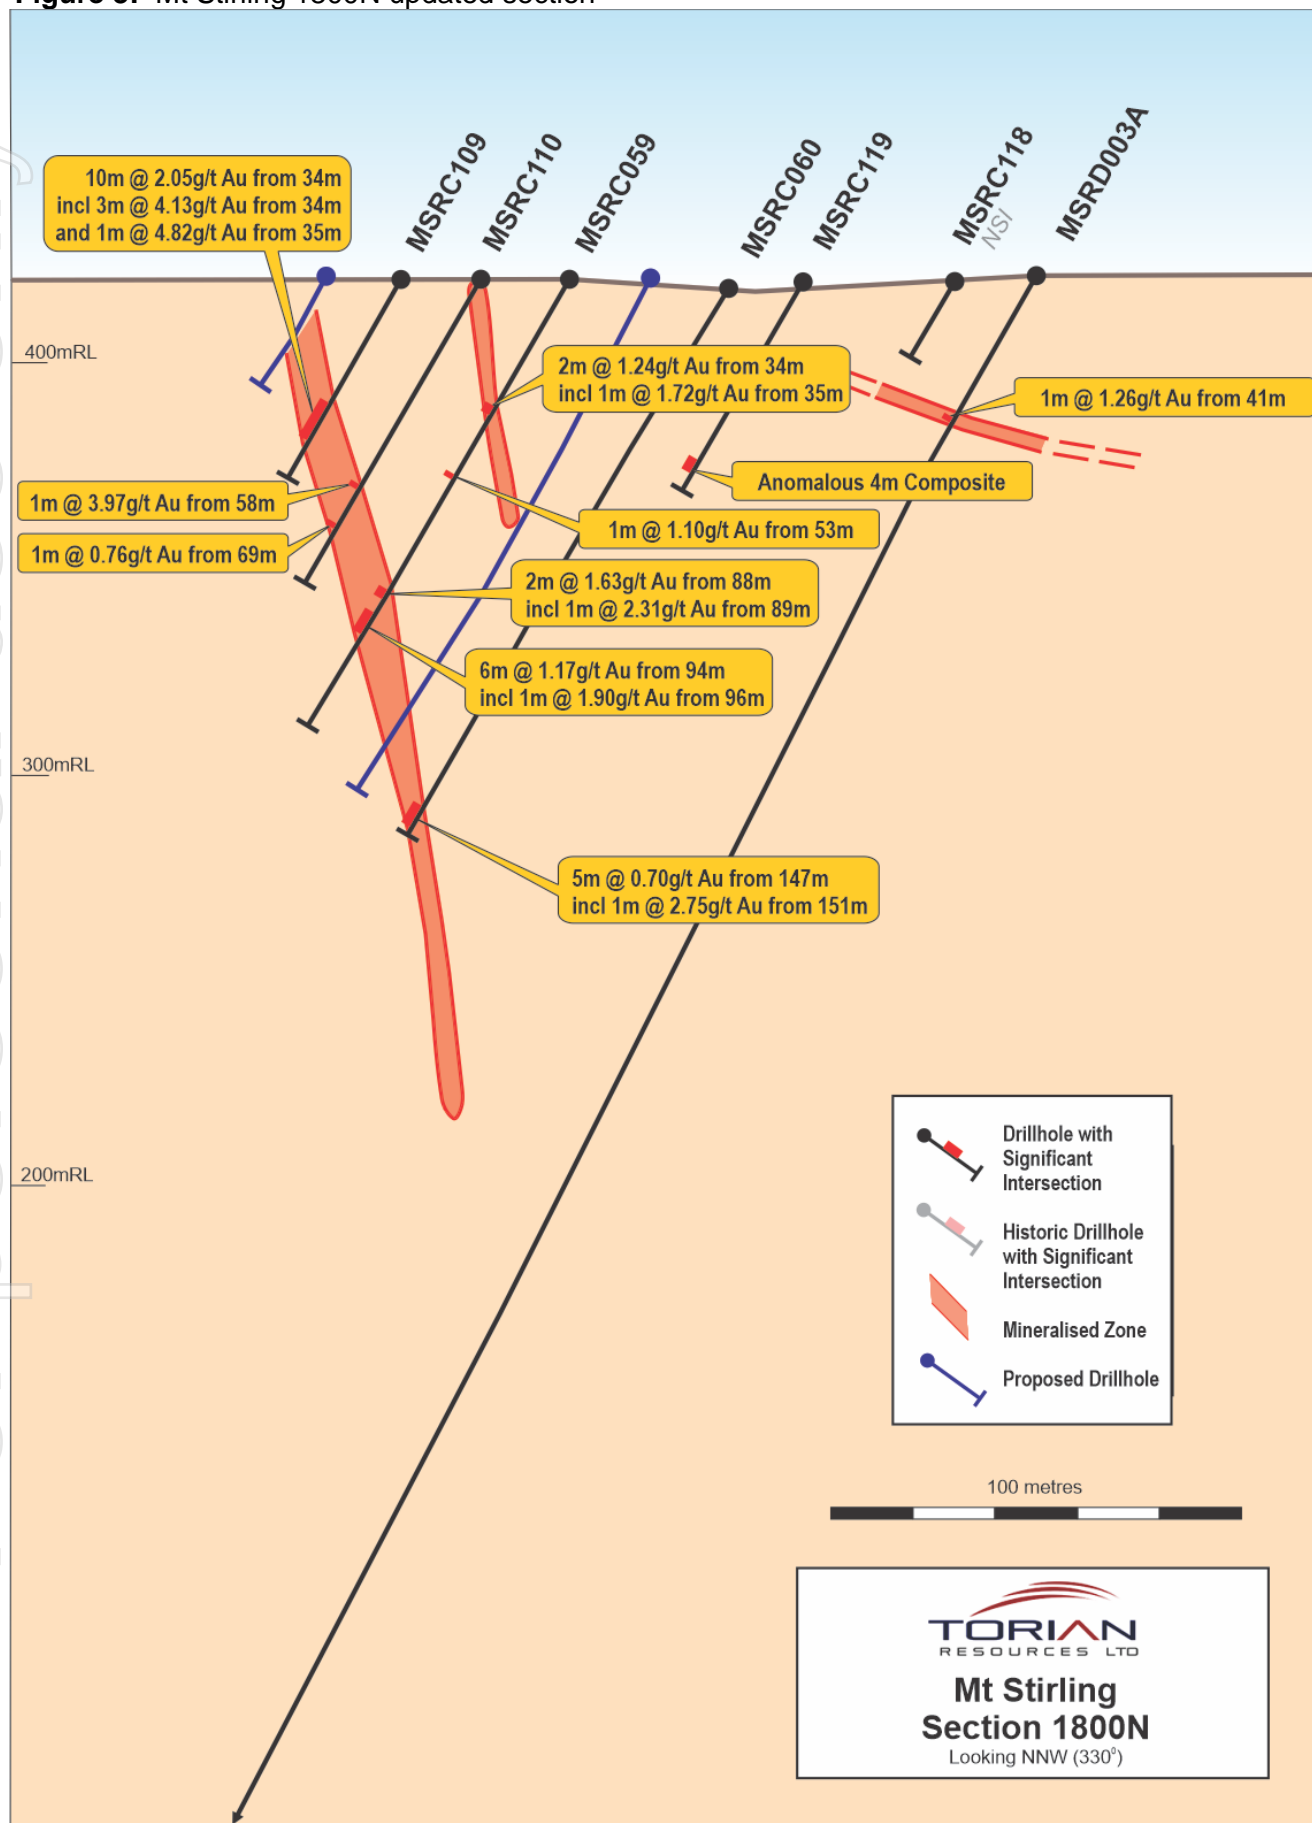 MSRC109
MSRC110
MSRC059
MSRC060
MSRC119
MSRC118
NSI
MSRD003A
10m @ 2.05g/t Au from 34m
incl 3m @ 4.13g/t Au from 34m
and 1m @ 4.82g/t Au from 35m
400mRL
2m @ 1.24g/t Au from 34m
incl 1m @ 1.72g/t Au from 35m
1m @ 1.26g/t Au from 41m
Anomalous 4m Composite
1m @ 3.97g/t Au from 58m
1m @ 1.10g/t Au from 53m
1m @ 0.76g/t Au from 69m
2m @ 1.63g/t Au from 88m
incl 1m @ 2.31g/t Au from 89m
6m @ 1.17g/t Au from 94m
incl 1m @ 1.90g/t Au from 96m
300mRL
5m @ 0.70g/t Au from 147m
incl 1m @ 2.75g/t Au from 151m
200mRL
Drillhole with
Significant
Intersection
Historic Drillhole
with Significant
Intersection
Mineralised Zone
Proposed Drillhole
100 metres
TORIAN
RESOURCES LTD
Mt Stirling
Section 1800N
Looking NNW (330⁰)